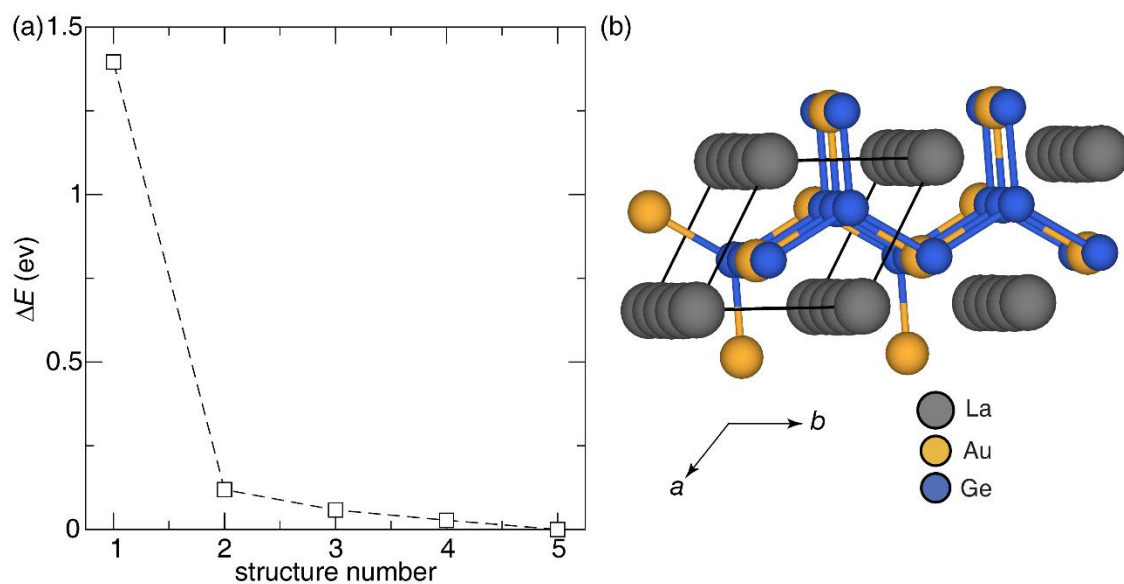 (a)
1.5
1
0.5
0
ΔE (ev)
1 2 3 4 5
structure number
(b)
b
a
La
Au
Ge